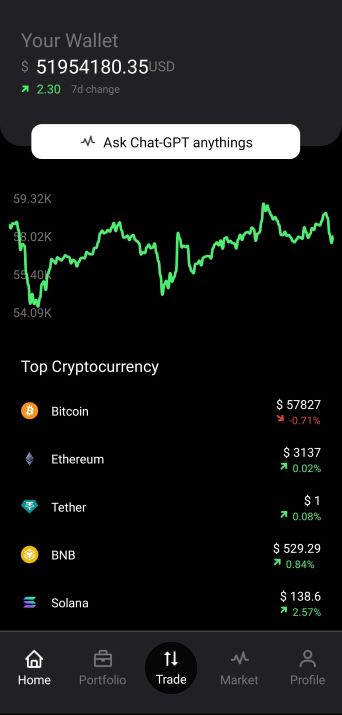 Your Wallet
$ 51954180.35USD
2.30 7d change
Ask Chat-GPT anythings
59.32K
58.02K
55.40K
54.09K
Top Cryptocurrency
Bitcoin $ 57827
-0.71%
Ethereum $ 3137
0.02%
Tether $ 1
0.08%
BNB $ 529.29
0.84%
Solana $ 138.6
2.57%
Home Portfolio Trade Market Profile